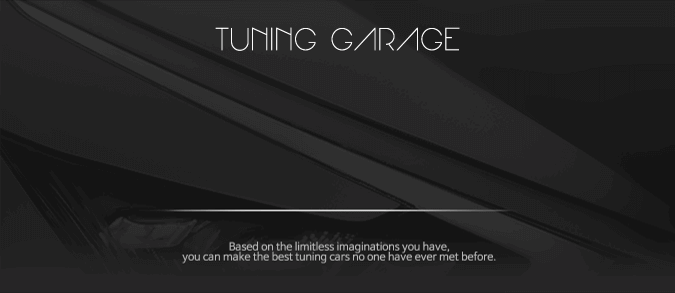 TUNING GARAGE
Based on the limitless imaginations you have,
you can make the best tuning cars no one have ever met before.